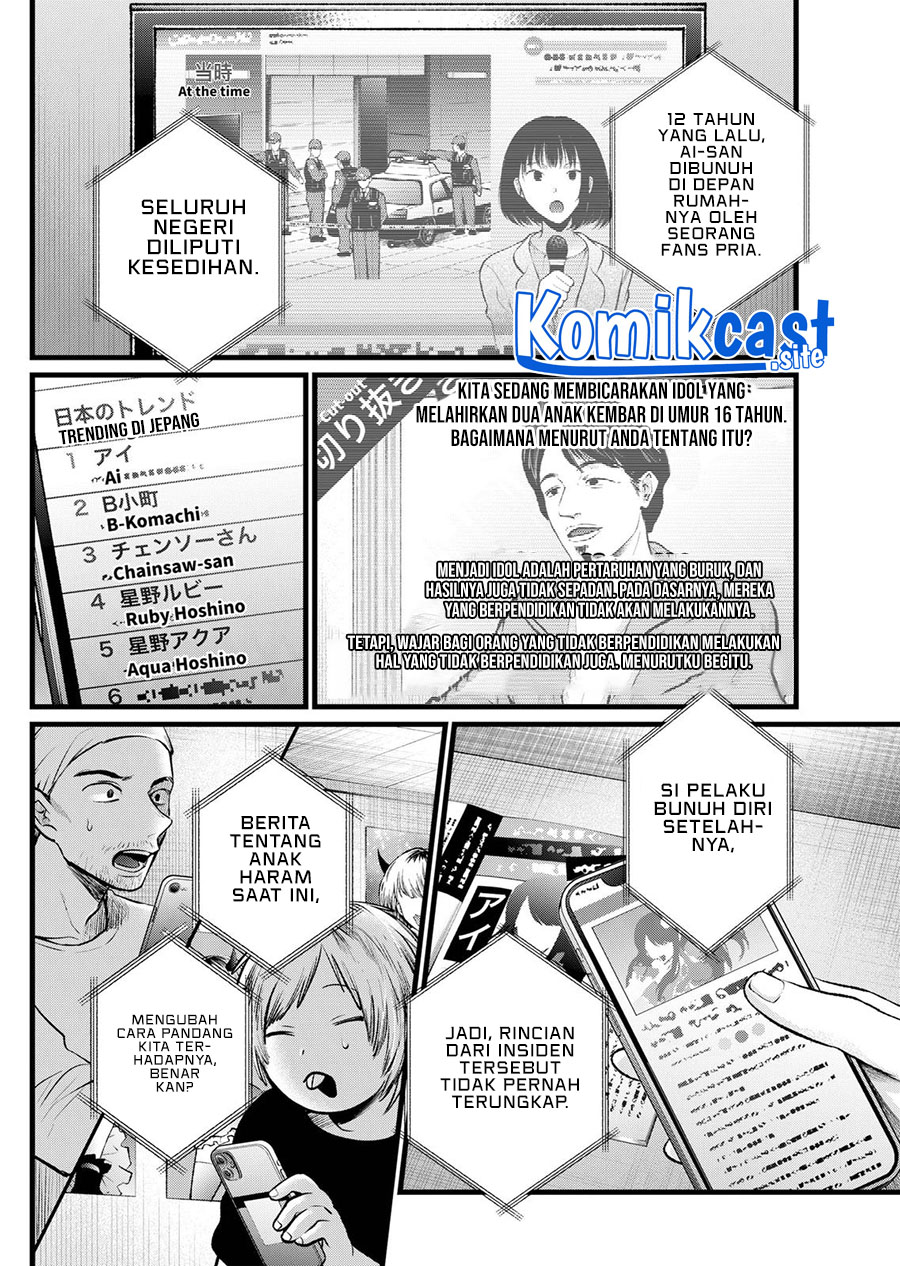 当時
At the time
12 TAHUN
YANG LALU,
AI-SAN
DIBUNUH
DI DEPAN
RUMAH-
NYA OLEH
SEORANG
FANS PRIA.
SELURUH
NEGERI
DILIPUTI
KESEDIHAN.
Komikcast
.site
日本のトレンド
TRENDING DI JEPANG
1 アイ
Ai
2 B小町
B-Komachi
3 チェンソーさん
Chainsaw-san
4 星野ルビー
Ruby Hoshino
5 星野アクア
Aqua Hoshino
6
Cut-out
切り抜き
KITA SEDANG MEMBICARAKAN IDOL YANG
MELAHIRKAN DUA ANAK KEMBAR DI UMUR 16 TAHUN.
BAGAIMANA MENURUT ANDA TENTANG ITU?
MENJADI IDOL ADALAH PERTARUHAN YANG BURUK, DAN
HASILNYA JUGA TIDAK SEPADAN. PADA DASARNYA, MEREKA
YANG BERPENDIDIKAN TIDAK AKAN MELAKUKANNYA.
TETAPI, WAJAR BAGI ORANG YANG TIDAK BERPENDIDIKAN MELAKUKAN
HAL YANG TIDAK BERPENDIDIKAN JUGA. MENURUTKU BEGITU.
SI PELAKU
BUNUH DIRI
SETELAH-
NYA,
アイ
JADI, RINCIAN
DARI INSIDEN
TERSEBUT
TIDAK PERNAH
TERUNGKAP.
BERITA
TENTANG
ANAK
HARAM
SAAT INI,
MENGUBAH
CARA PANDANG
KITA TER-
HADAPNYA,
BENAR
KAN?